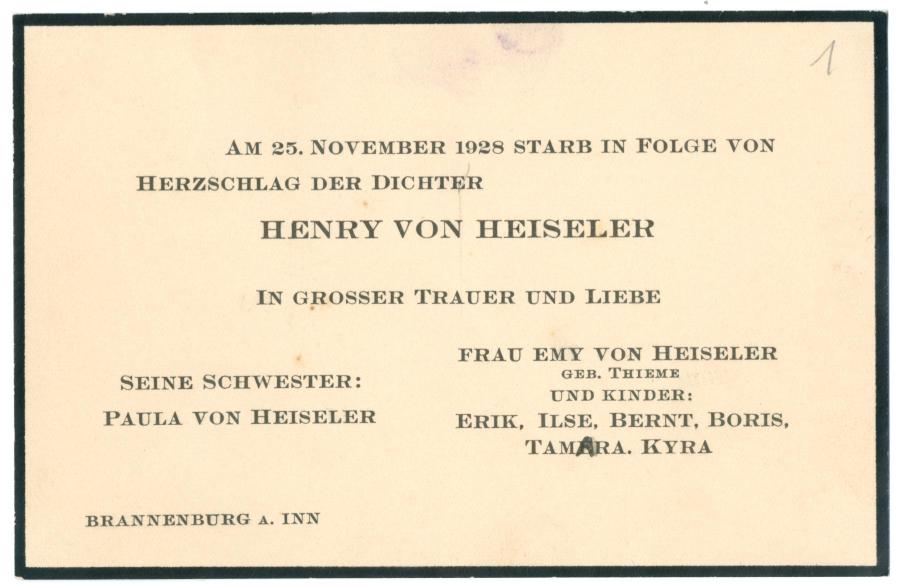 1
AM 25. NOVEMBER 1928 STARB IN FOLGE VON
HERZSCHLAG DER DICHTER
HENRY VON HEISELER
IN GROSSER TRAUER UND LIEBE
SEINE SCHWESTER:
PAULA VON HEISELER
FRAU EMY VON HEISELER
GEB. THIEME
UND KINDER:
ERIK, ILSE, BERNT, BORIS,
TAMARA. KYRA
BRANNENBURG A. INN